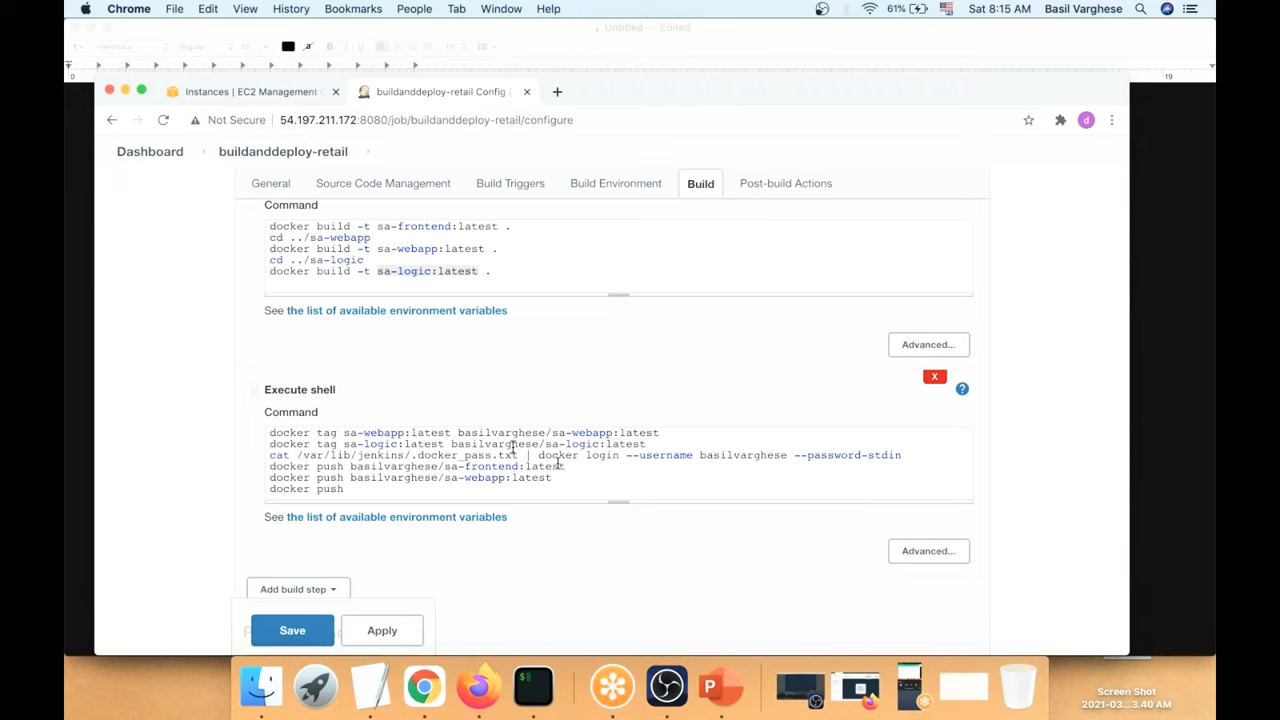 Chrome File Edit View History Bookmarks People Tab Window Help 61% Sat 8:15 AM Basil Varghese
Untitled — Edited
Helvetica Regular 12
0 19
Instances | EC2 Management C
buildanddeploy-retail Config [
Not Secure 54.197.211.172:8080/job/buildanddeploy-retail/configure
Dashboard buildanddeploy-retail
General Source Code Management Build Triggers Build Environment Build Post-build Actions
Command
docker build -t sa-frontend:latest .
cd ../sa-webapp
docker build -t sa-webapp:latest .
cd ../sa-logic
docker build -t sa-logic:latest .
See the list of available environment variables
Advanced...
X
Execute shell
Command
docker tag sa-webapp:latest basilvarghese/sa-webapp:latest
docker tag sa-logic:latest basilvarghese/sa-logic:latest
cat /var/lib/jenkins/.docker_pass.txt | docker login --username basilvarghese --password-stdin
docker push basilvarghese/sa-frontend:latest
docker push basilvarghese/sa-webapp:latest
docker push
See the list of available environment variables
Advanced...
Add build step
Save Apply
Screen Shot
2021-03...3.40 AM